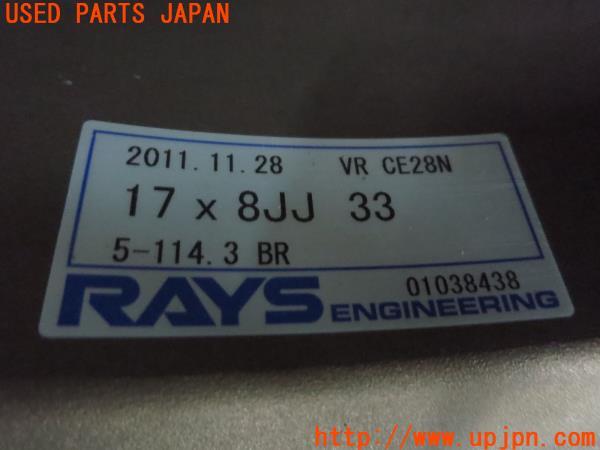 USED PARTS JAPAN
2011.11.28 VR CE28N
17 x 8JJ 33
5-114.3 BR
01038438
RAYS ENGINEERING
http://www.upjpn.com/